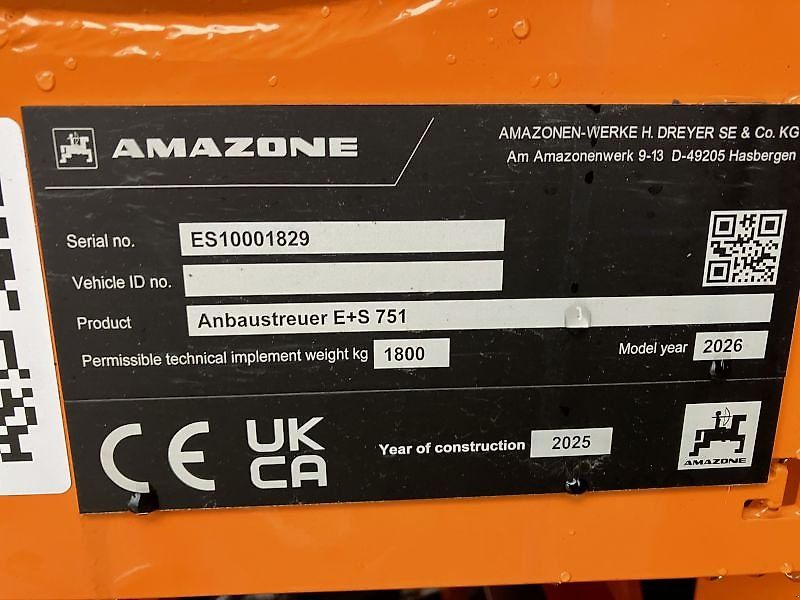 AMAZONE
AMAZONEN-WERKE H. DREYER SE & Co. KG
Am Amazonenwerk 9-13 D-49205 Hasbergen
Serial no. ES10001829
Vehicle ID no.
Product Anbaustreuer E+S 751
Permissible technical implement weight kg 1800
Model year 2026
CE
UK
CA
Year of construction 2025
AMAZONE